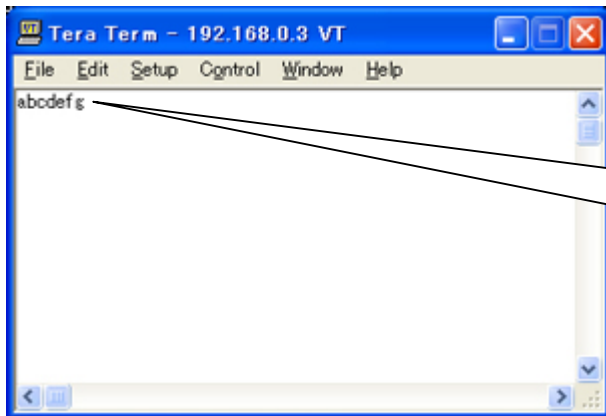 Tera Term - 192.168.0.3 VT
File Edit Setup Control Window Help
abcdefg